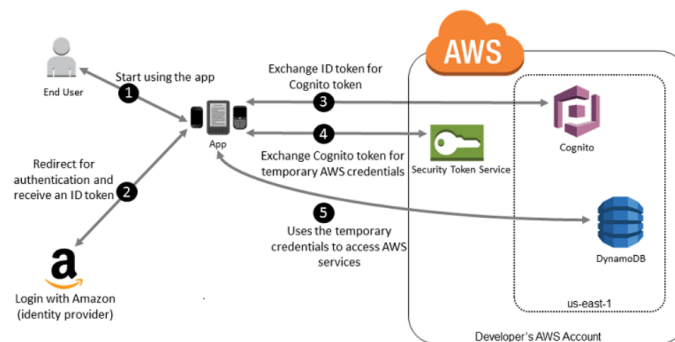 AWS
End User
Start using the app
1
Exchange ID token for
Cognito token
3
App
4
Exchange Cognito token for
temporary AWS credentials
Security Token Service
Cognito
Redirect for
authentication and
receive an ID token
2
5
Uses the temporary
credentials to access AWS
services
DynamoDB
a
Login with Amazon
(identity provider)
us-east-1
Developer's AWS Account